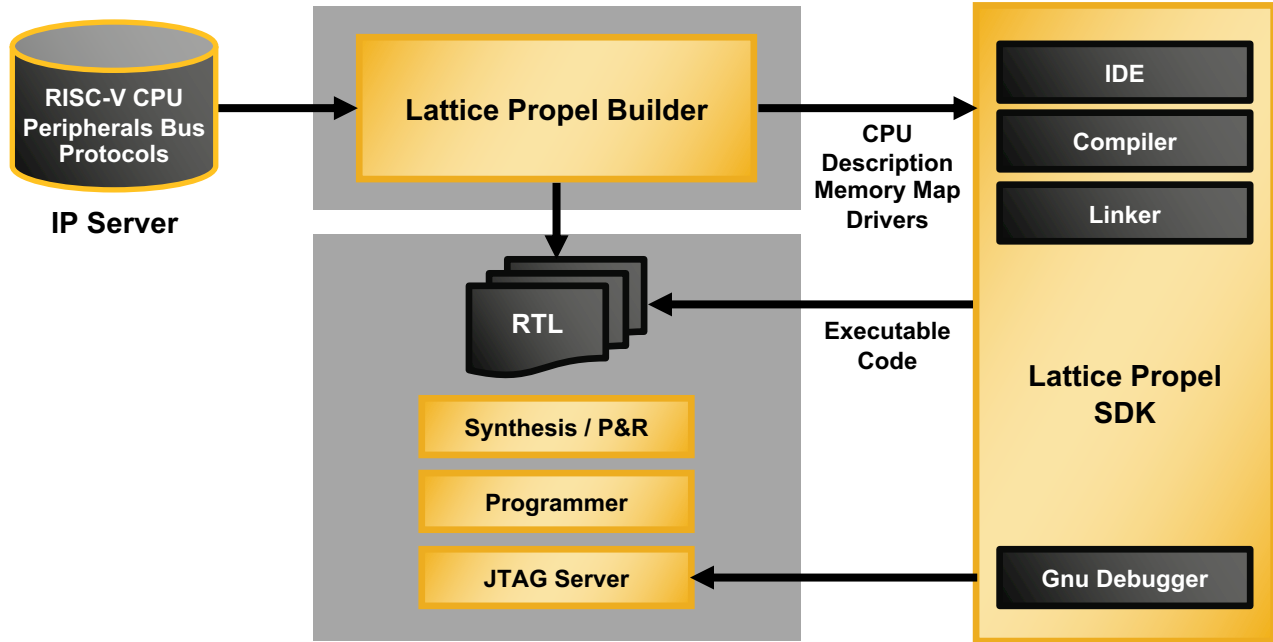 RISC-V CPU
Peripherals Bus
Protocols
IP Server
Lattice Propel Builder
CPU
Description
Memory Map
Drivers
IDE
Compiler
Linker
RTL
Executable
Code
Lattice Propel
SDK
Synthesis / P&R
Programmer
JTAG Server
Gnu Debugger